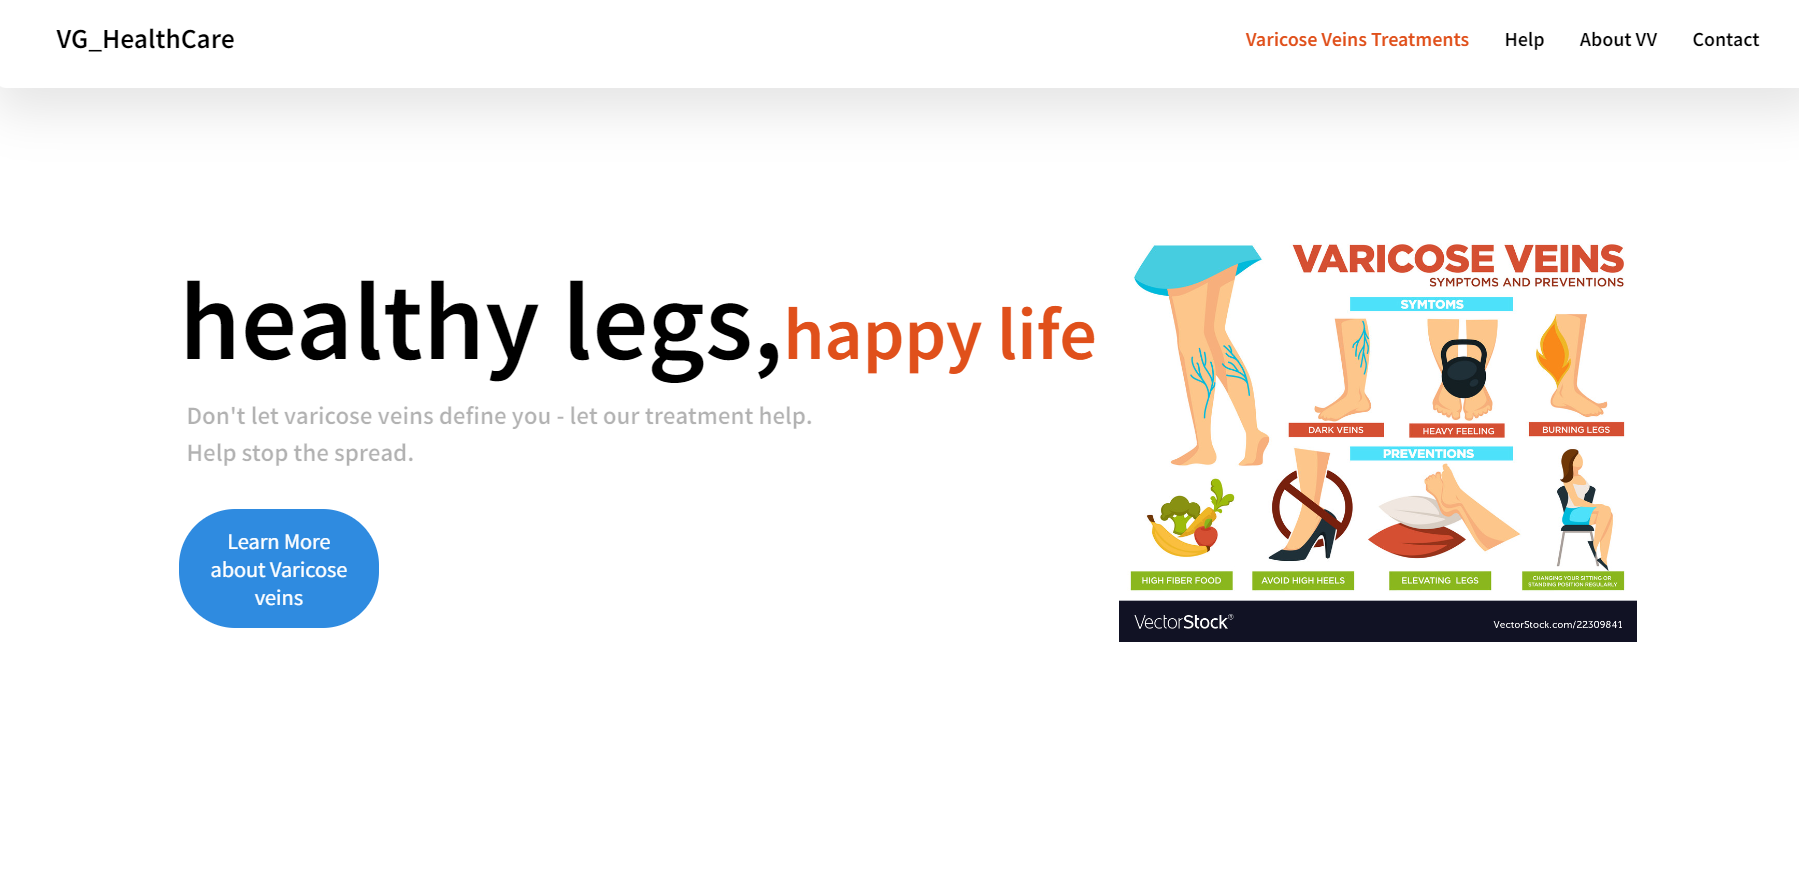 VG_HealthCare
Varicose Veins Treatments
Help
About VV
Contact
healthy legs,happy life
Don't let varicose veins define you - let our treatment help.
Help stop the spread.
Learn More
about Varicose
veins
VARICOSE VEINS
SYMPTOMS AND PREVENTIONS
SYMTOMS
DARK VEINS
HEAVY FEELING
BURNING LEGS
PREVENTIONS
HIGH FIBER FOOD
AVOID HIGH HEELS
ELEVATING LEGS
CHANGING YOUR SITTING OR
STANDING POSITION REGULARLY
VectorStock®
VectorStock.com/22309841